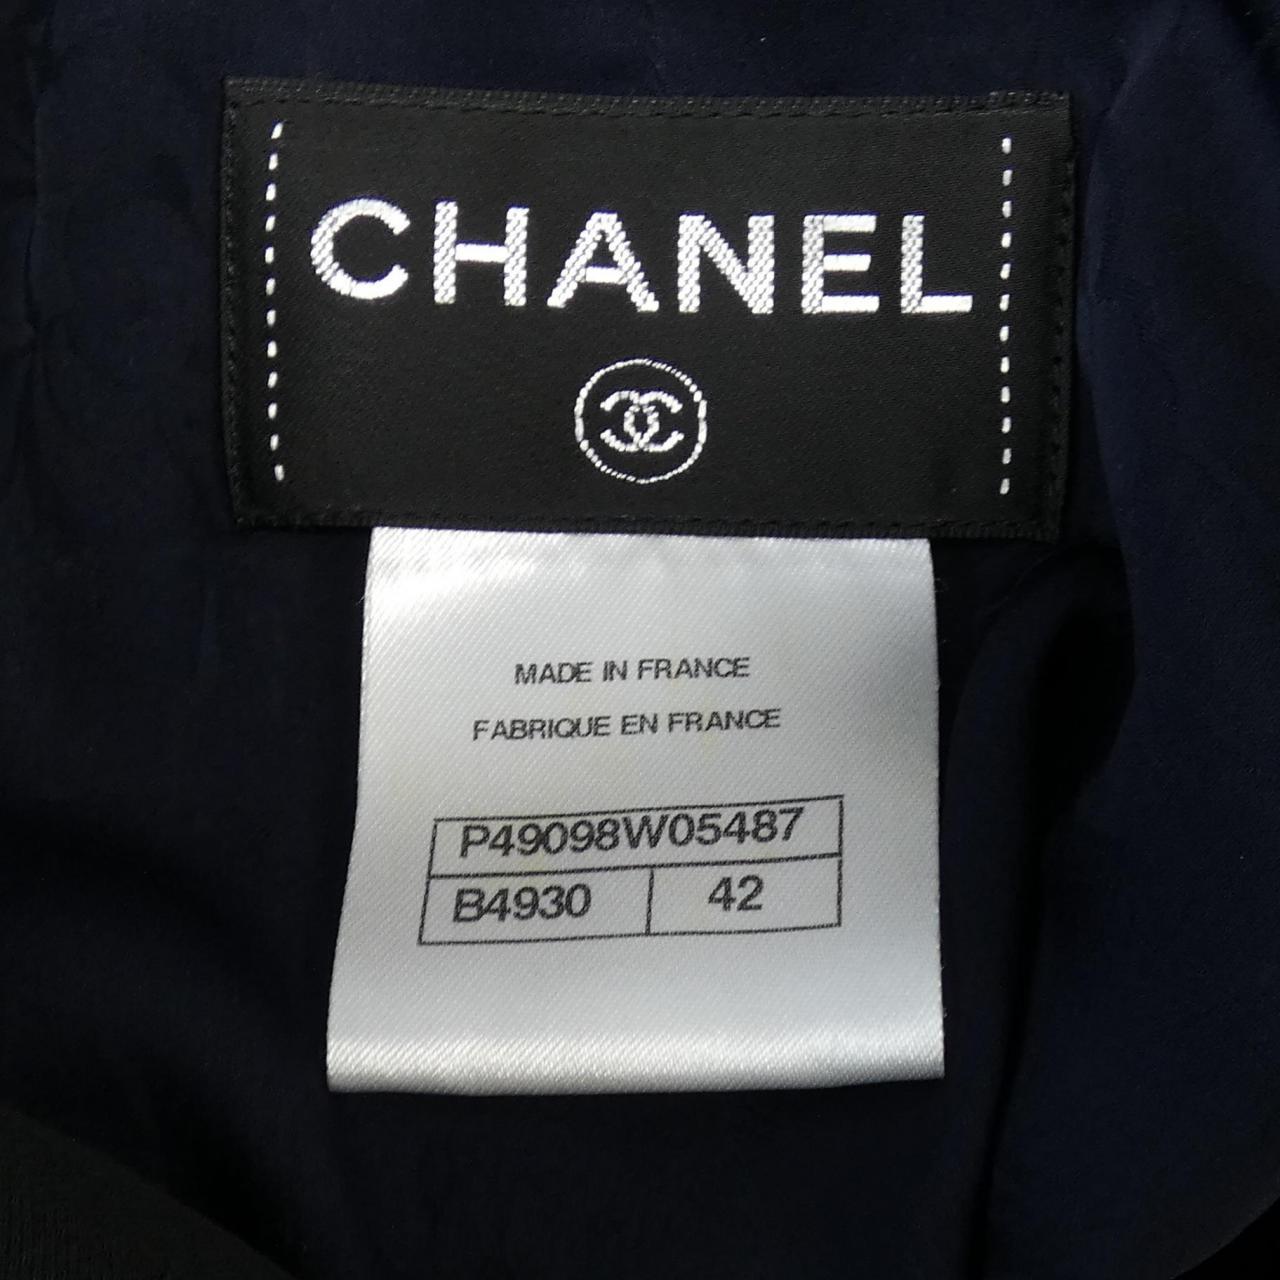 CHANEL
MADE IN FRANCE
FABRIQUE EN FRANCE
P49098W05487
B4930 42